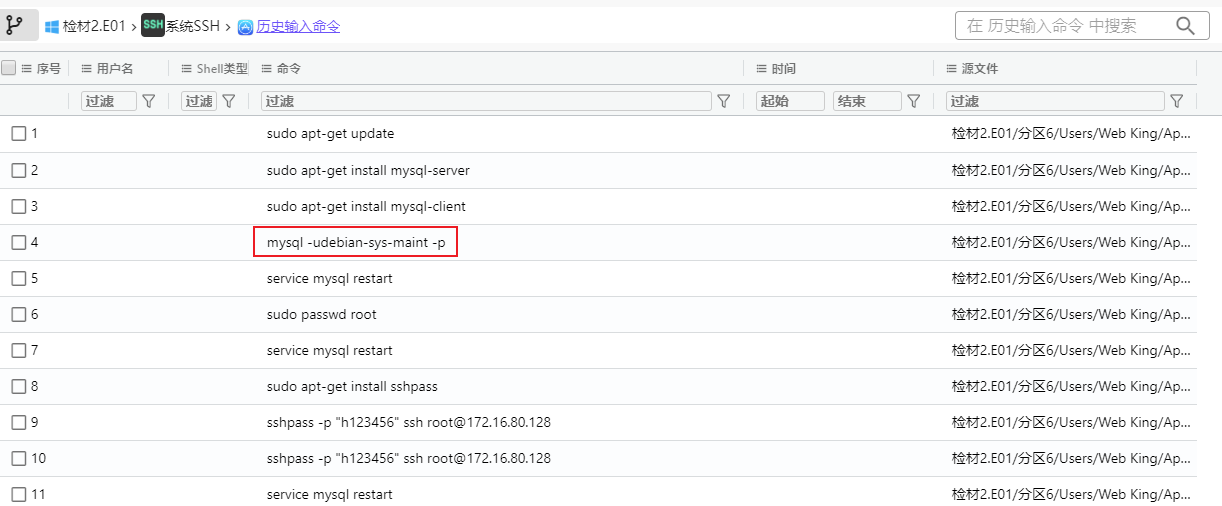 检材2.E01 › SSH 系统SSH › 历史输入命令 在 历史输入命令 中搜索
序号 用户名 Shell类型 命令 时间 源文件
过滤 过滤 过滤 起始 结束 过滤
1 sudo apt-get update 检材2.E01/分区6/Users/Web King/Ap...
2 sudo apt-get install mysql-server 检材2.E01/分区6/Users/Web King/Ap...
3 sudo apt-get install mysql-client 检材2.E01/分区6/Users/Web King/Ap...
4 mysql -udebian-sys-maint -p 检材2.E01/分区6/Users/Web King/Ap...
5 service mysql restart 检材2.E01/分区6/Users/Web King/Ap...
6 sudo passwd root 检材2.E01/分区6/Users/Web King/Ap...
7 service mysql restart 检材2.E01/分区6/Users/Web King/Ap...
8 sudo apt-get install sshpass 检材2.E01/分区6/Users/Web King/Ap...
9 sshpass -p "h123456" ssh root@172.16.80.128 检材2.E01/分区6/Users/Web King/Ap...
10 sshpass -p "h123456" ssh root@172.16.80.128 检材2.E01/分区6/Users/Web King/Ap...
11 service mysql restart 检材2.E01/分区6/Users/Web King/Ap...